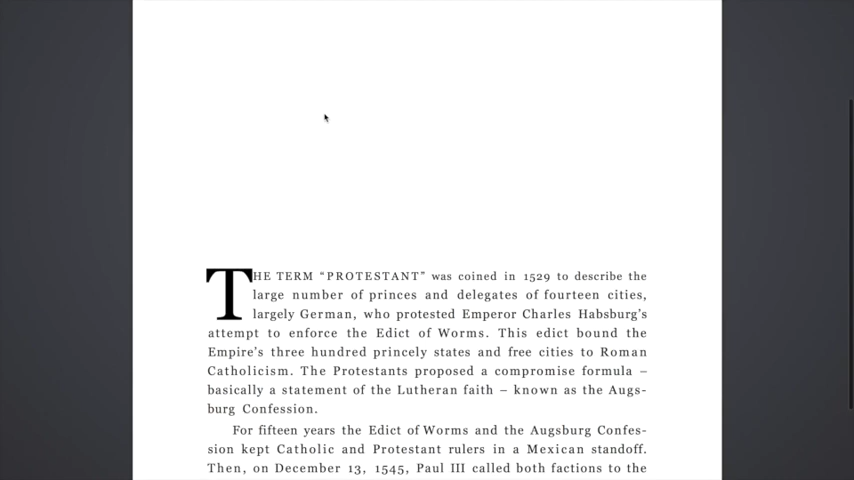 THE TERM “PROTESTANT” was coined in 1529 to describe the
large number of princes and delegates of fourteen cities,
largely German, who protested Emperor Charles Habsburg’s
attempt to enforce the Edict of Worms. This edict bound the
Empire’s three hundred princely states and free cities to Roman
Catholicism. The Protestants proposed a compromise formula –
basically a statement of the Lutheran faith – known as the Augs-
burg Confession.
For fifteen years the Edict of Worms and the Augsburg Confes-
sion kept Catholic and Protestant rulers in a Mexican standoff.
Then, on December 13, 1545, Paul III called both factions to the